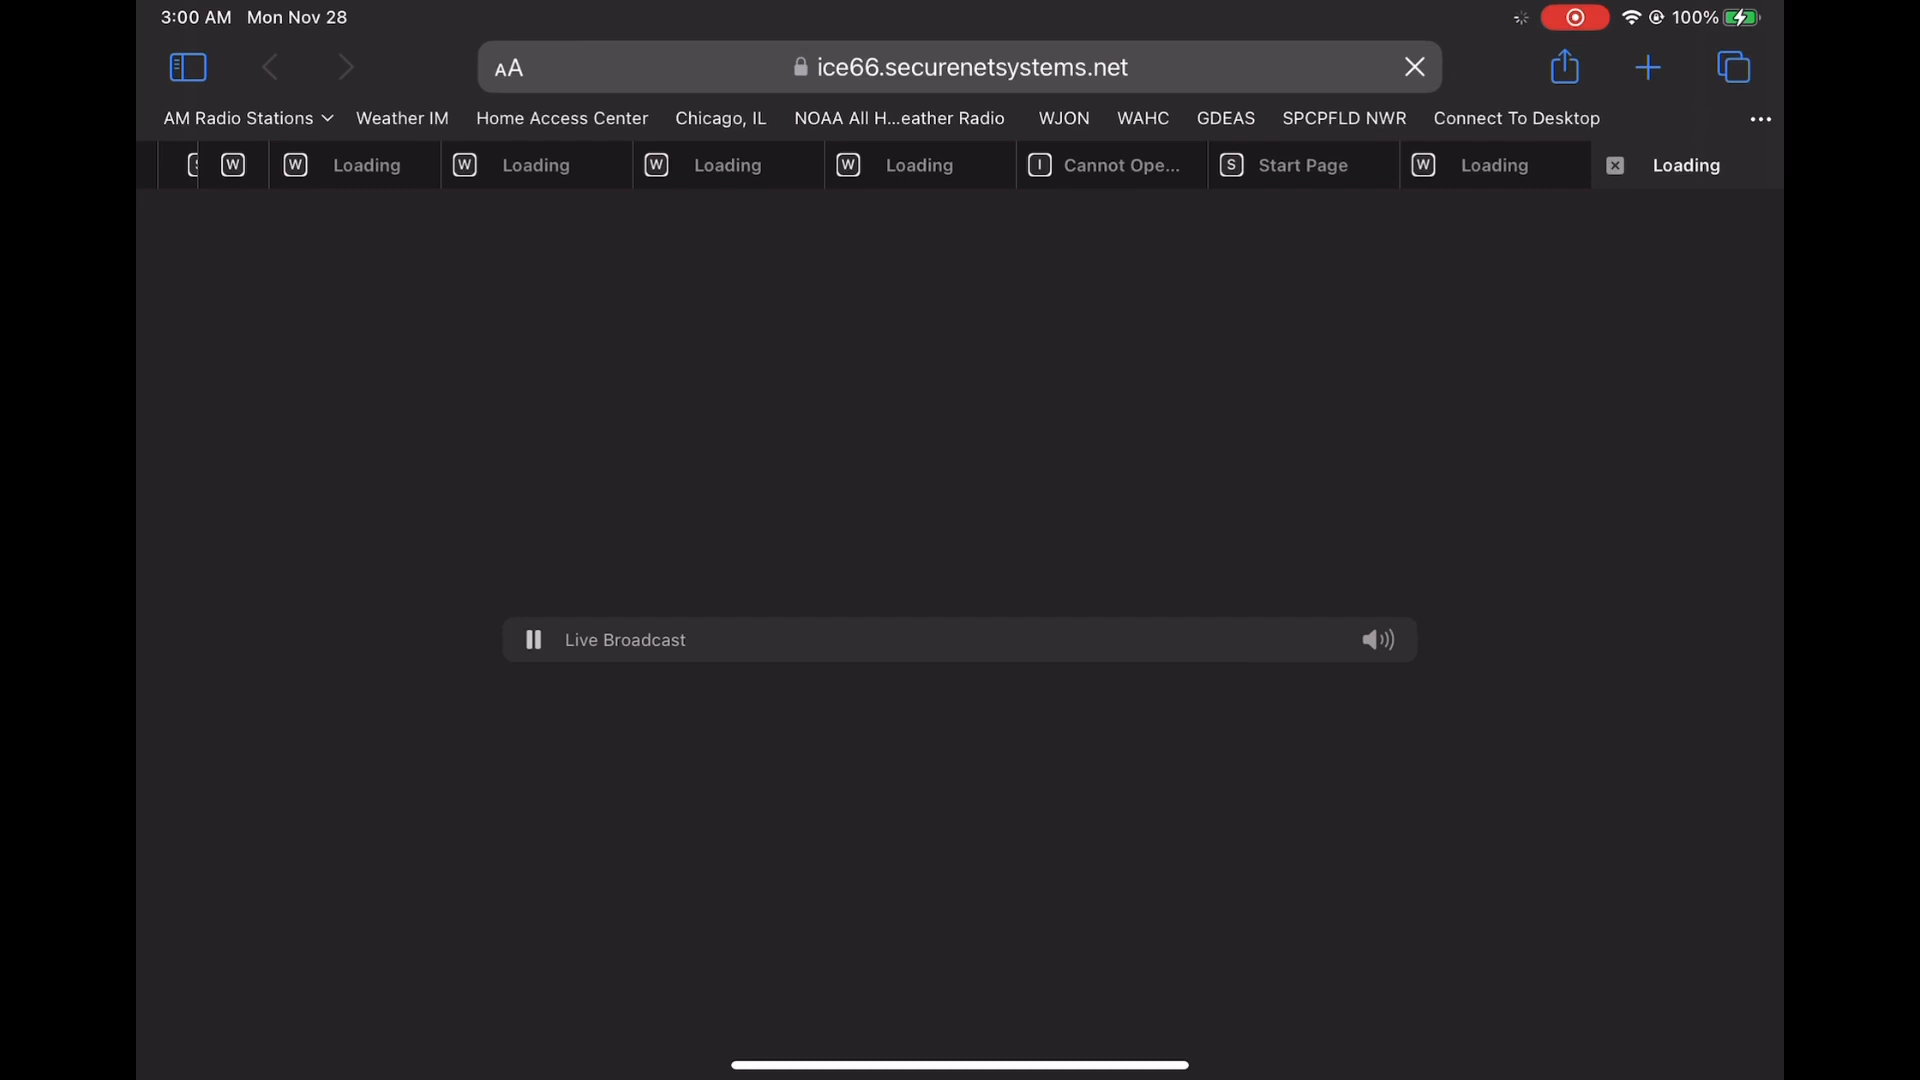 3:00 AM Mon Nov 28 100%
AA ice66.securenetsystems.net
AM Radio Stations Weather IM Home Access Center Chicago, IL NOAA All H...eather Radio WJON WAHC GDEAS SPCPFLD NWR Connect To Desktop
W W Loading W Loading W Loading W Loading I Cannot Ope... S Start Page W Loading Loading
Live Broadcast